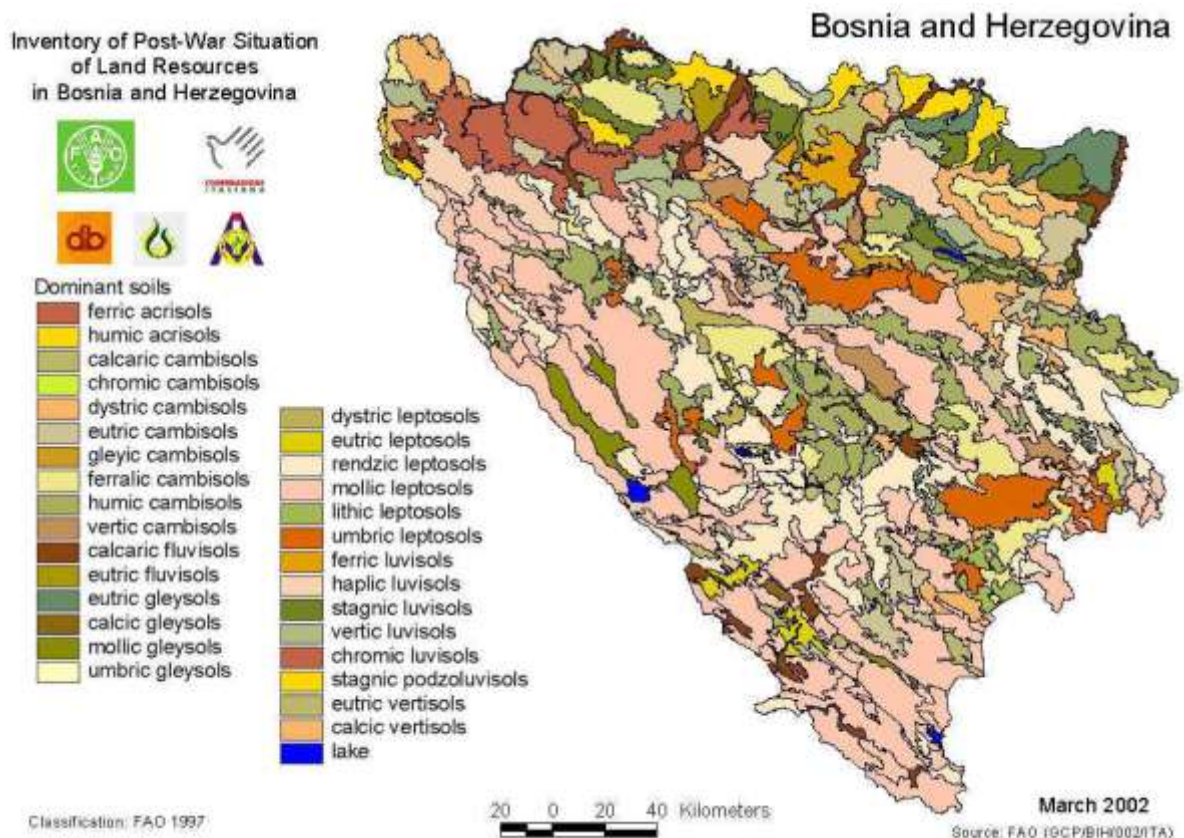 Inventory of Post-War Situation
of Land Resources
in Bosnia and Herzegovina
Bosnia and Herzegovina
F A O
COOPERAZIONE
ITALIANA
Dominant soils
ferric acrisols
humic acrisols
calcaric cambisols
chromic cambisols
dystric cambisols
eutric cambisols
gleyic cambisols
ferralic cambisols
humic cambisols
vertic cambisols
calcaric fluvisols
eutric fluvisols
eutric gleysols
calcic gleysols
mollic gleysols
umbric gleysols
dystric leptosols
eutric leptosols
rendzic leptosols
mollic leptosols
lithic leptosols
umbric leptosols
ferric luvisols
haplic luvisols
stagnic luvisols
vertic luvisols
chromic luvisols
stagnic podzoluvisols
eutric vertisols
calcic vertisols
lake
Classification: FAO 1997
20 0 20 40 Kilometers
March 2002
Source: FAO (GCP/BIH/002/ITA)